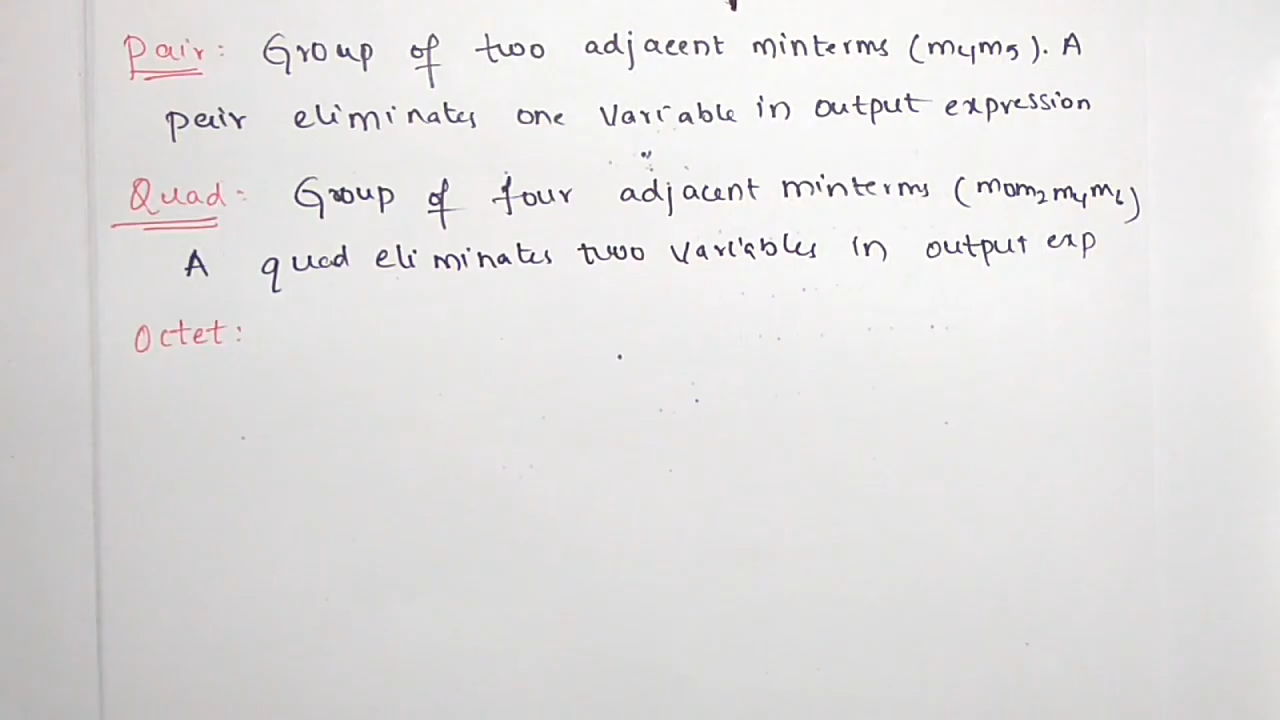 Pair: Group of two adjacent minterms (m4m5). A
pair eliminates one variable in output expression
Quad: Group of four adjacent minterms (m0m2m4m6)
A quad eliminates two variables in output exp
Octet: